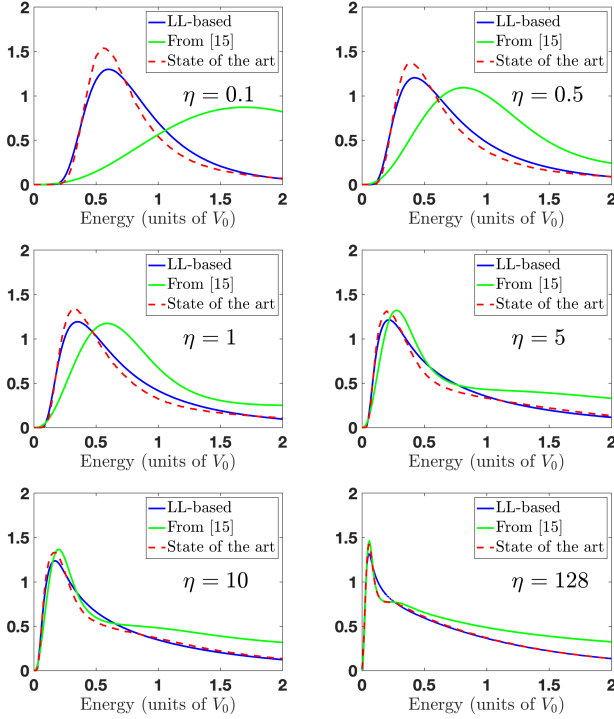 2
1.5
1
0.5
0
0 0.5 1 1.5 2
Energy (units of V₀)
LL-based
From [15]
State of the art
η = 0.1
2
1.5
1
0.5
0
0 0.5 1 1.5 2
Energy (units of V₀)
LL-based
From [15]
State of the art
η = 0.5
2
1.5
1
0.5
0
0 0.5 1 1.5 2
Energy (units of V₀)
LL-based
From [15]
State of the art
η = 1
2
1.5
1
0.5
0
0 0.5 1 1.5 2
Energy (units of V₀)
LL-based
From [15]
State of the art
η = 5
2
1.5
1
0.5
0
0 0.5 1 1.5 2
Energy (units of V₀)
LL-based
From [15]
State of the art
η = 10
2
1.5
1
0.5
0
0 0.5 1 1.5 2
Energy (units of V₀)
LL-based
From [15]
State of the art
η = 128